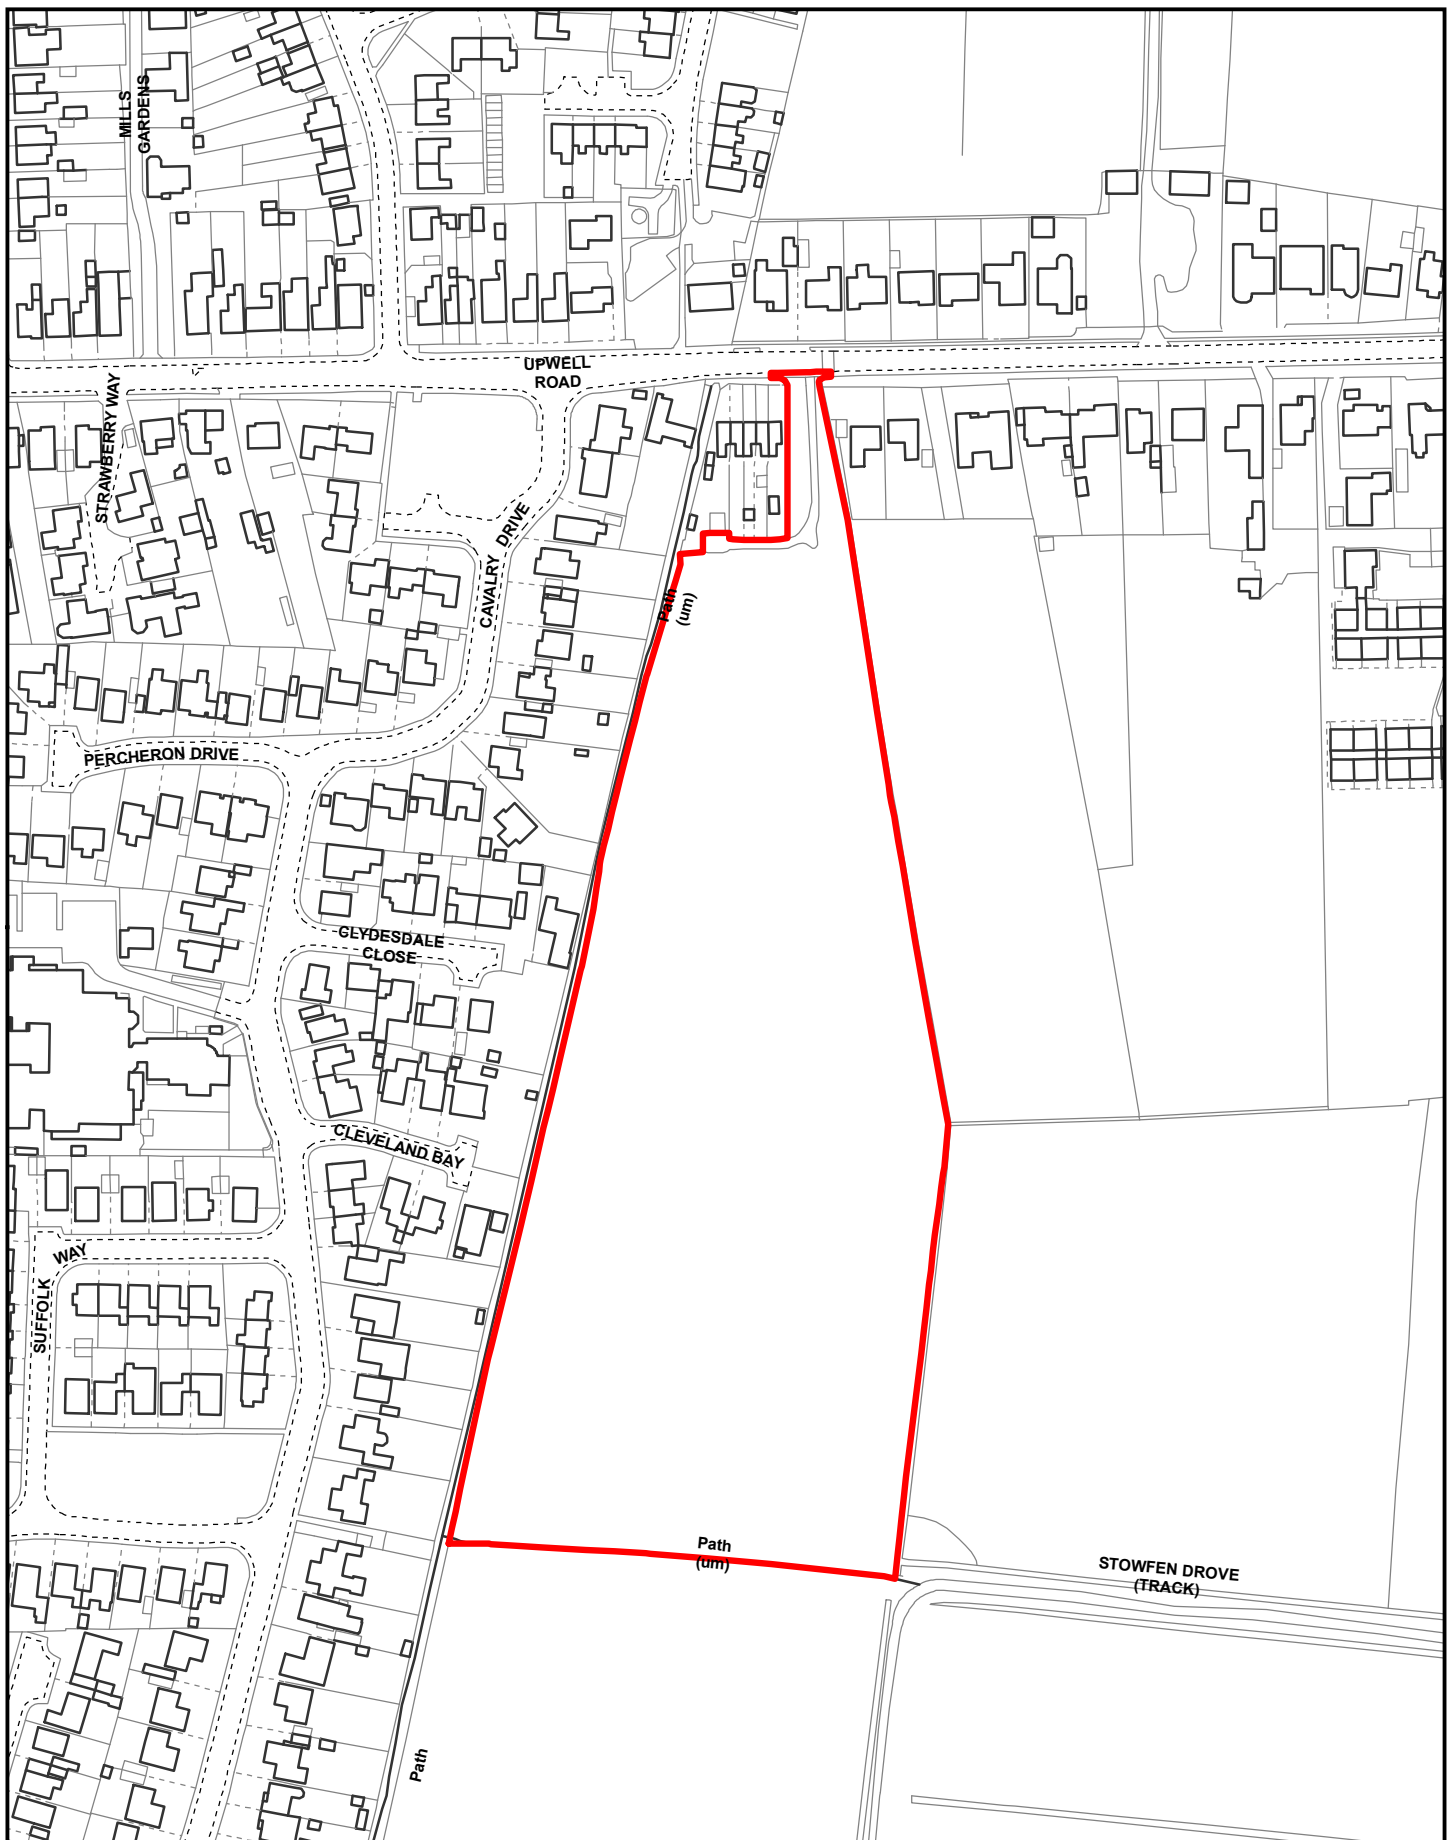 MILLS
GARDENS
UPWELL
ROAD
STRAWBERRY WAY
CAVALRY DRIVE
Path
(um)
PERCHERON DRIVE
CLYDESDALE
CLOSE
CLEVELAND BAY
SUFFOLK WAY
Path
(um)
STOWFEN DROVE
(TRACK)
Path